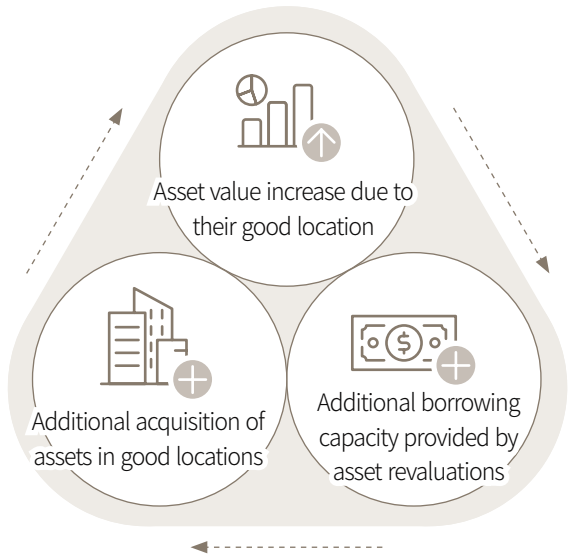 Asset value increase due to
their good location
Additional acquisition of
assets in good locations
$
Additional borrowing
capacity provided by
asset revaluations